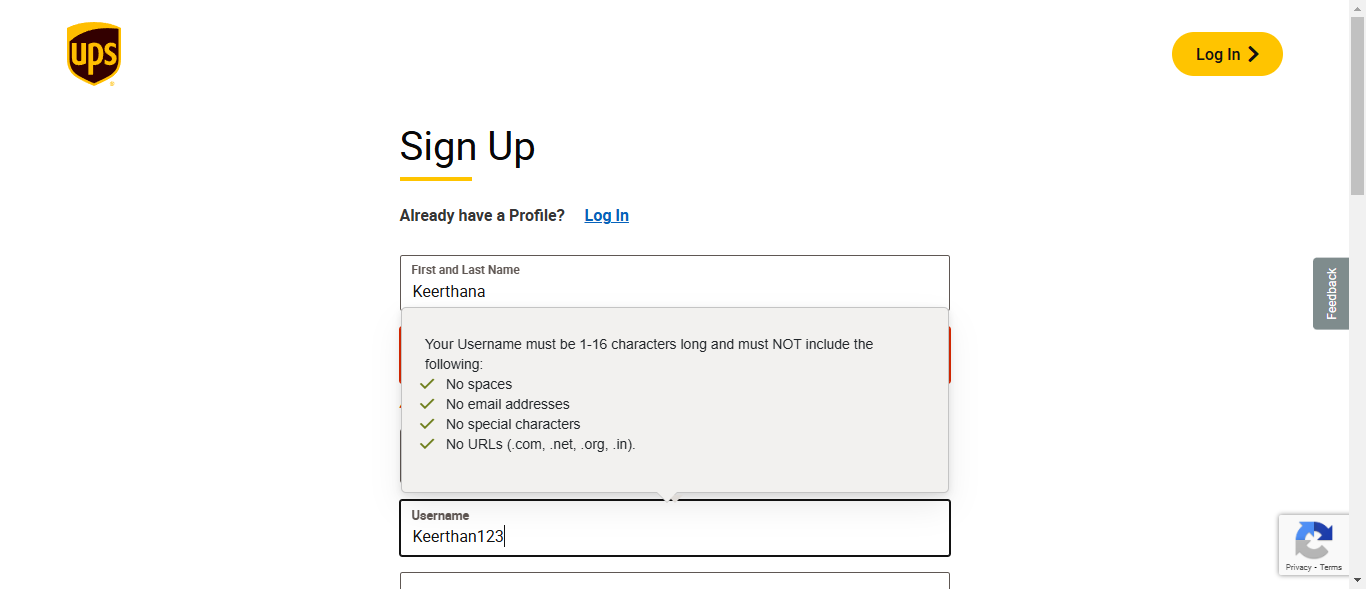 ups
Log In
Sign Up
Already have a Profile? Log In
First and Last Name
Keerthana
Your Username must be 1-16 characters long and must NOT include the
following:
No spaces
No email addresses
No special characters
No URLs (.com, .net, .org, .in).
Username
Keerthan123
Feedback
Privacy - Terms